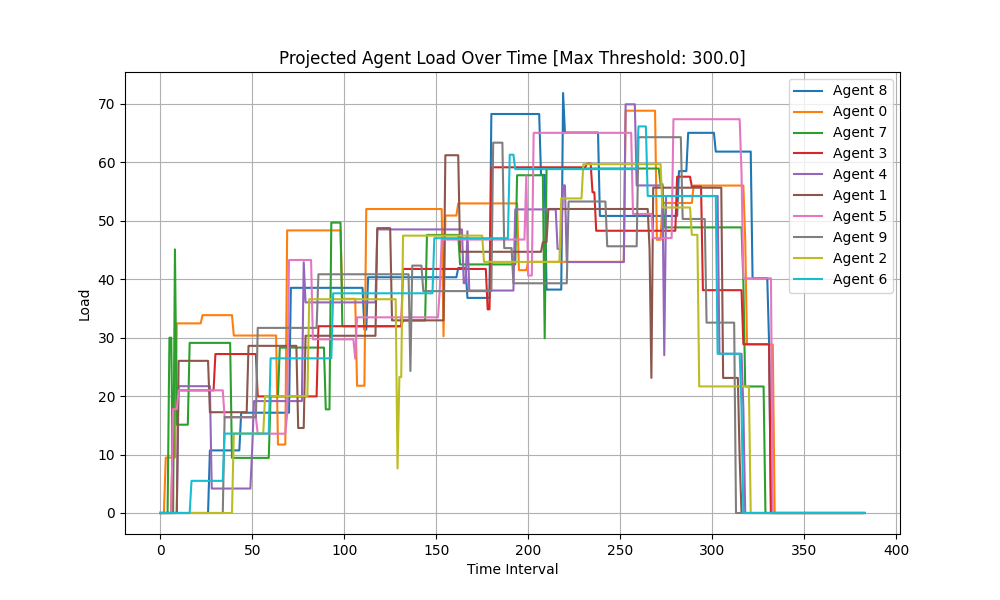 Projected Agent Load Over Time [Max Threshold: 300.0]
Load
70
60
50
40
30
20
10
0
0 50 100 150 200 250 300 350 400
Time Interval
Agent 8
Agent 0
Agent 7
Agent 3
Agent 4
Agent 1
Agent 5
Agent 9
Agent 2
Agent 6